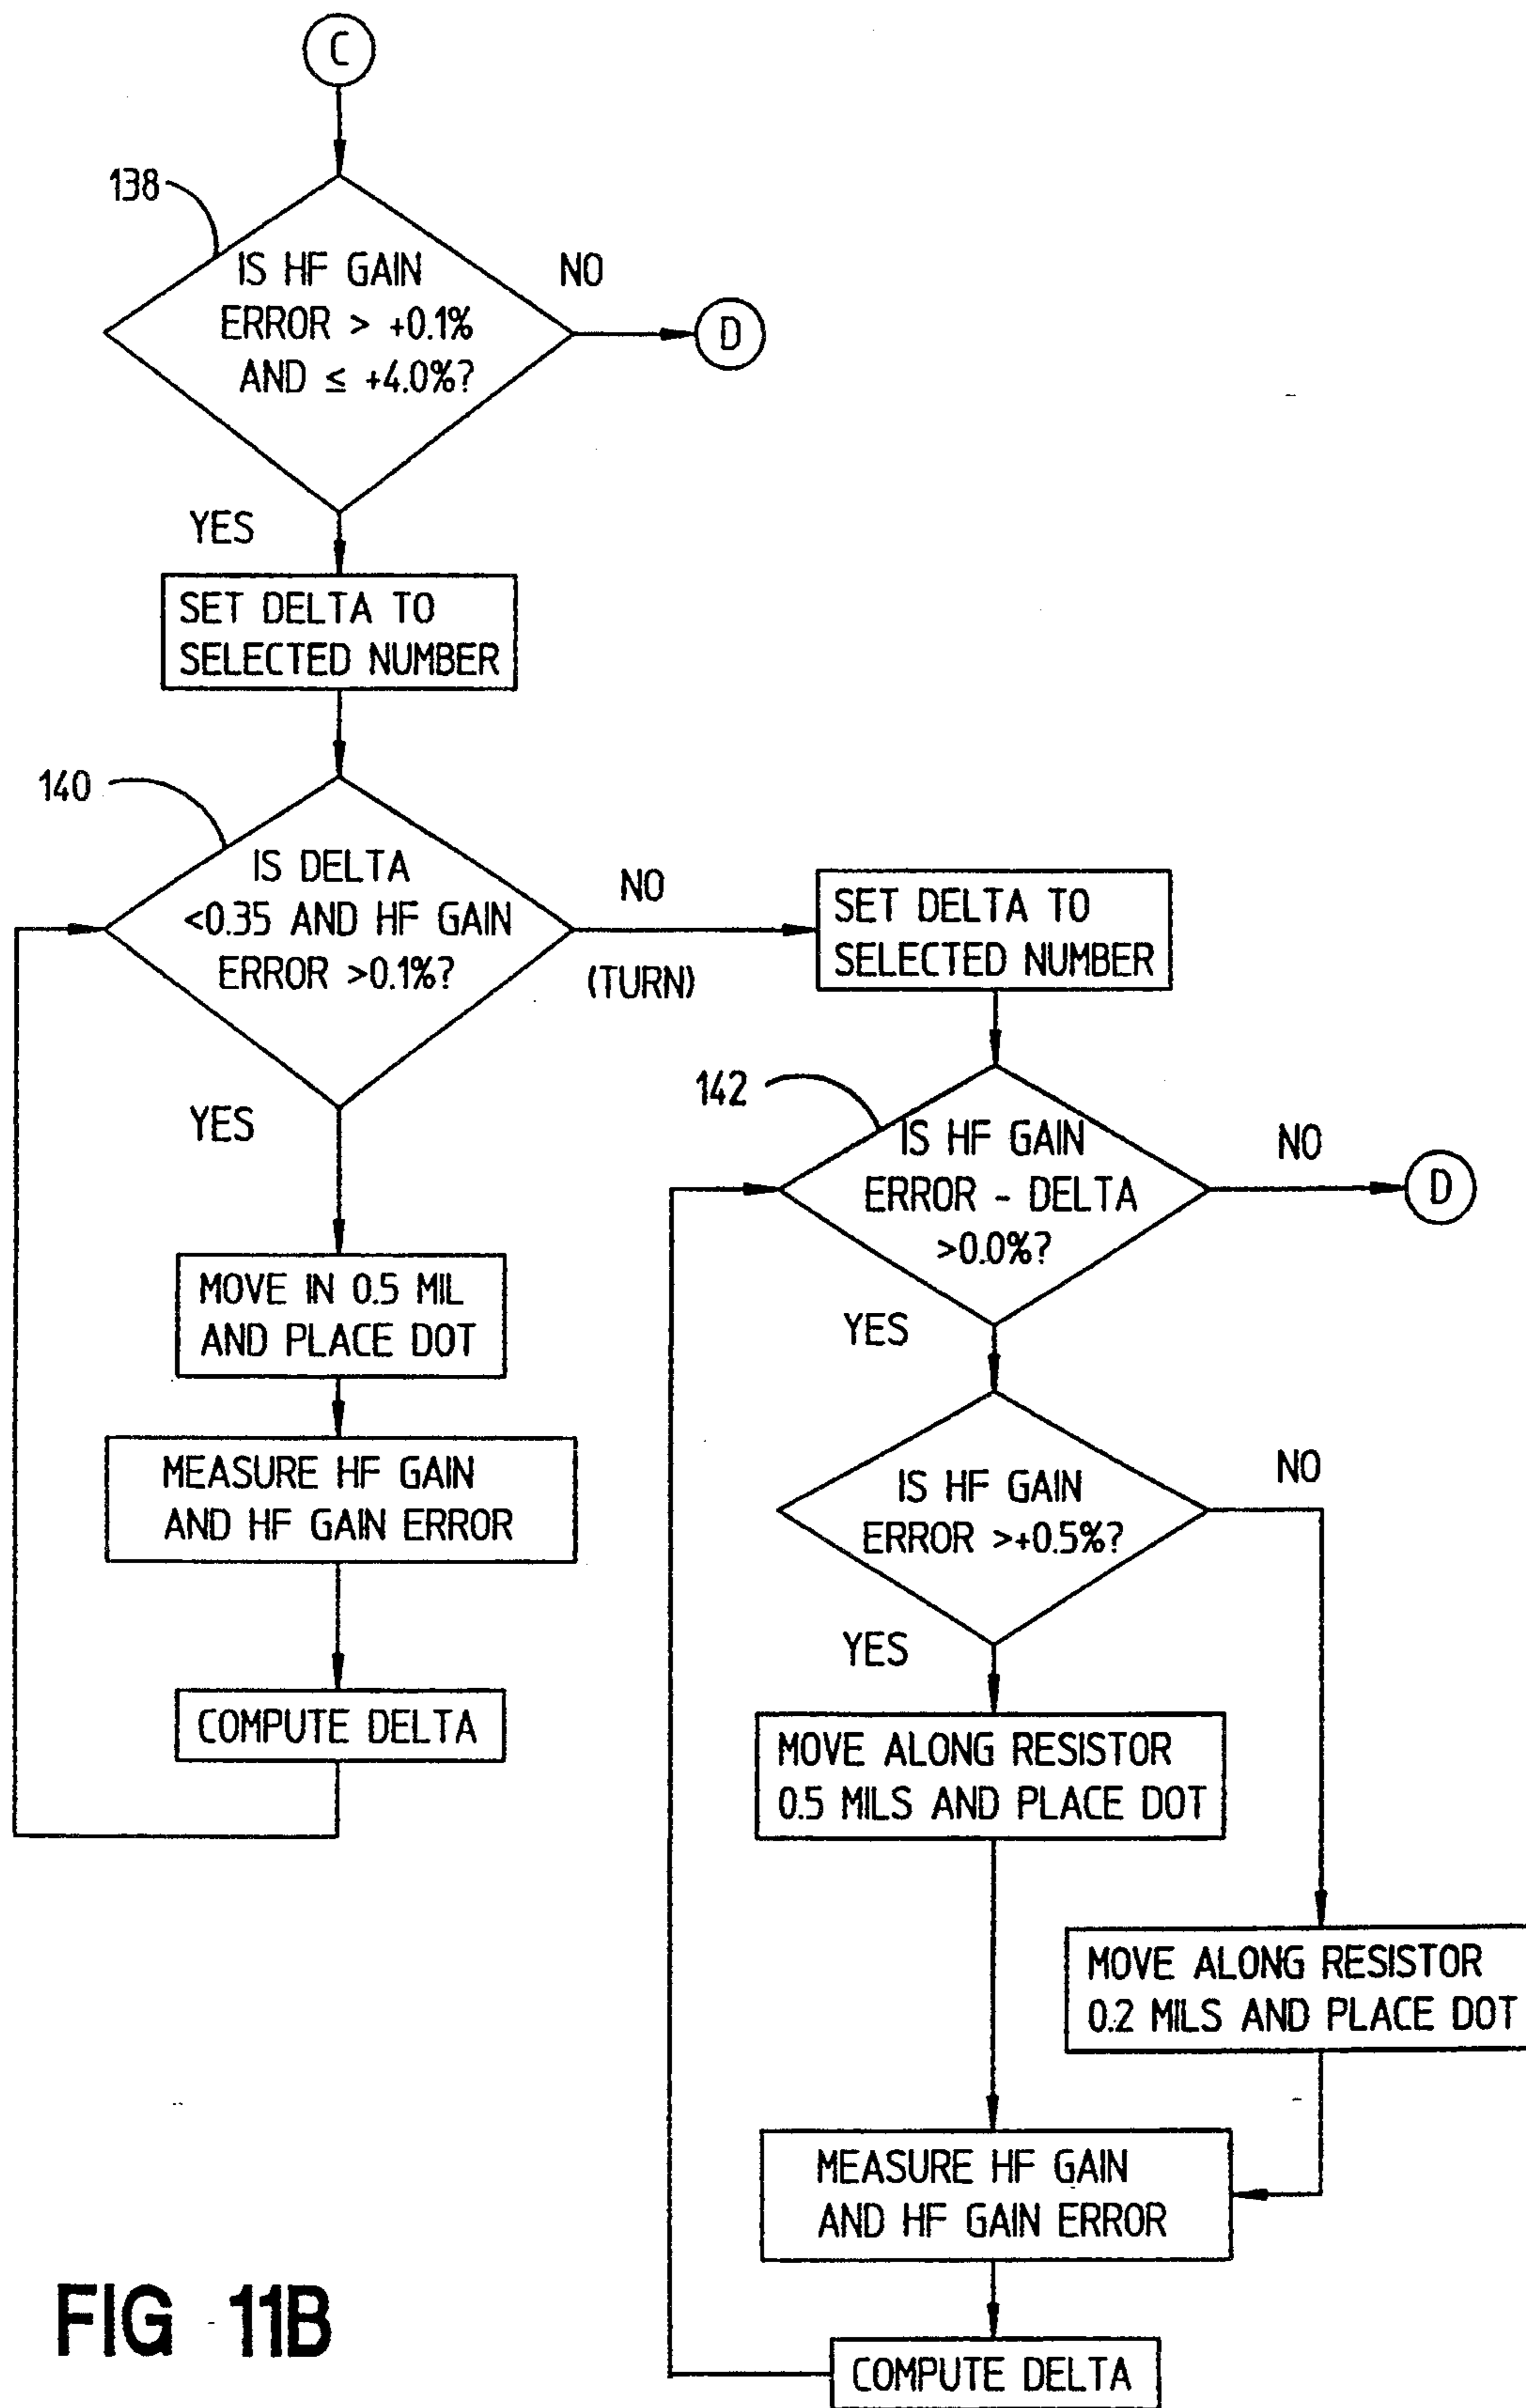 C
138
IS HF GAIN
ERROR > +0.1%
AND ≤ +4.0%?
NO
D
YES
SET DELTA TO
SELECTED NUMBER
140
IS DELTA
<0.35 AND HF GAIN
ERROR >0.1%?
NO
(TURN)
SET DELTA TO
SELECTED NUMBER
YES
MOVE IN 0.5 MIL
AND PLACE DOT
MEASURE HF GAIN
AND HF GAIN ERROR
COMPUTE DELTA
142
IS HF GAIN
ERROR - DELTA
>0.0%?
NO
D
YES
IS HF GAIN
ERROR >+0.5%?
NO
YES
MOVE ALONG RESISTOR
0.5 MILS AND PLACE DOT
MOVE ALONG RESISTOR
0.2 MILS AND PLACE DOT
MEASURE HF GAIN
AND HF GAIN ERROR
COMPUTE DELTA
FIG 11B